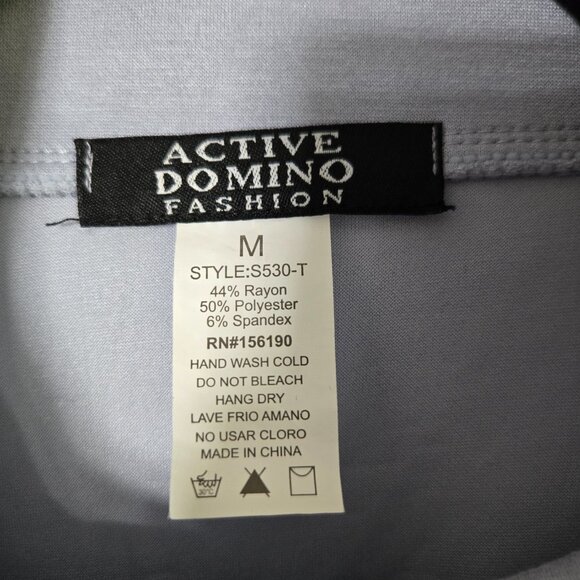 ACTIVE
DOMINO
FASHION
M
STYLE:S530-T
44% Rayon
50% Polyester
6% Spandex
RN#156190
HAND WASH COLD
DO NOT BLEACH
HANG DRY
LAVE FRIO AMANO
NO USAR CLORO
MADE IN CHINA
30°C